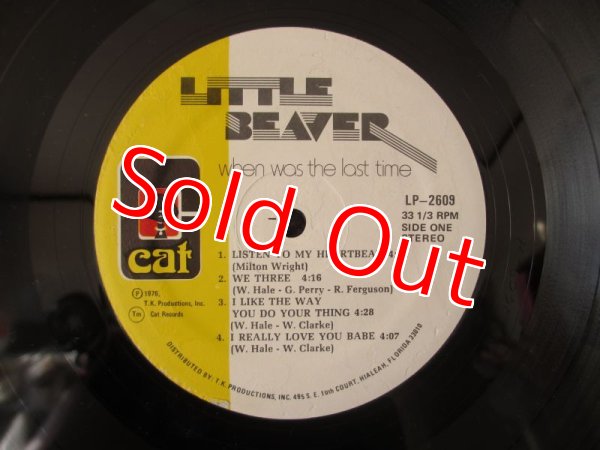 LITTLE
BEAVER
when was the last time
LP-2609
33 1/3 RPM
SIDE ONE
STEREO
Sold Out
cat
1. LISTEN TO MY HEARTBEAT
(Milton Wright)
2. WE THREE 4:16
(W. Hale - G. Perry - R. Ferguson)
3. I LIKE THE WAY
YOU DO YOUR THING 4:28
(W. Hale - W. Clarke)
4. I REALLY LOVE YOU BABE 4:07
(W. Hale - W. Clarke)
Ⓟ 1976,
T.K. Productions, Inc.
Tm Cat Records
DISTRIBUTED BY: T.K. PRODUCTIONS, INC. 495 S.E. 10th COURT, HIALEAH, FLORIDA 33010